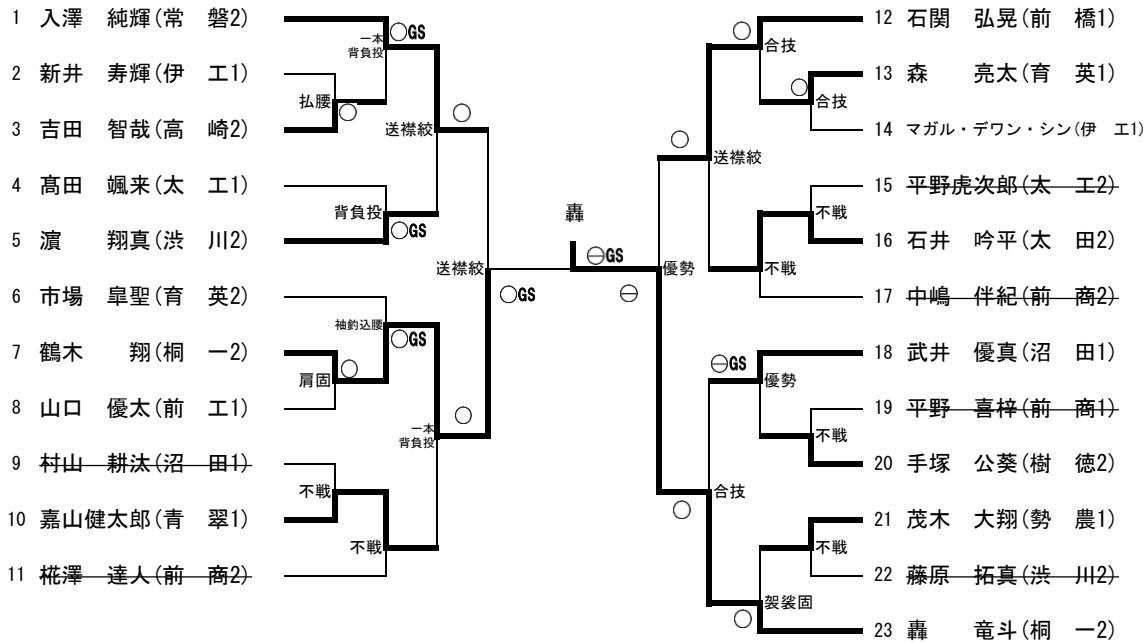 1 入澤 純輝(常 磐2)
2 新井 寿輝(伊 工1)
3 吉田 智哉(高 崎2)
4 髙田 颯来(太 工1)
5 濵 翔真(渋 川2)
6 市場 皐聖(育 英2)
7 鶴木 翔(桐 一2)
8 山口 優太(前 工1)
9 村山 耕汰(沼 田1)
10 嘉山健太郎(青 翠1)
11 椛澤 達人(前 商2)
一本
背負投
○GS
払腰
○
送襟絞
○
背負投
○GS
送襟絞
○GS
袖釣込腰
○GS
肩固
○
一本
背負投
○
不戦
不戦
轟
⊖GS
優勢
⊖
○
合技
○
合技
○
送襟絞
不戦
不戦
⊖GS
優勢
不戦
合技
○
不戦
袈裟固
○
12 石関 弘晃(前 橋1)
13 森 亮太(育 英1)
14 マガル・デワン・シン(伊 工1)
15 平野虎次郎(太 工2)
16 石井 吟平(太 田2)
17 中嶋 伴紀(前 商2)
18 武井 優真(沼 田1)
19 平野 喜梓(前 商1)
20 手塚 公葵(樹 徳2)
21 茂木 大翔(勢 農1)
22 藤原 拓真(渋 川2)
23 轟 竜斗(桐 一2)